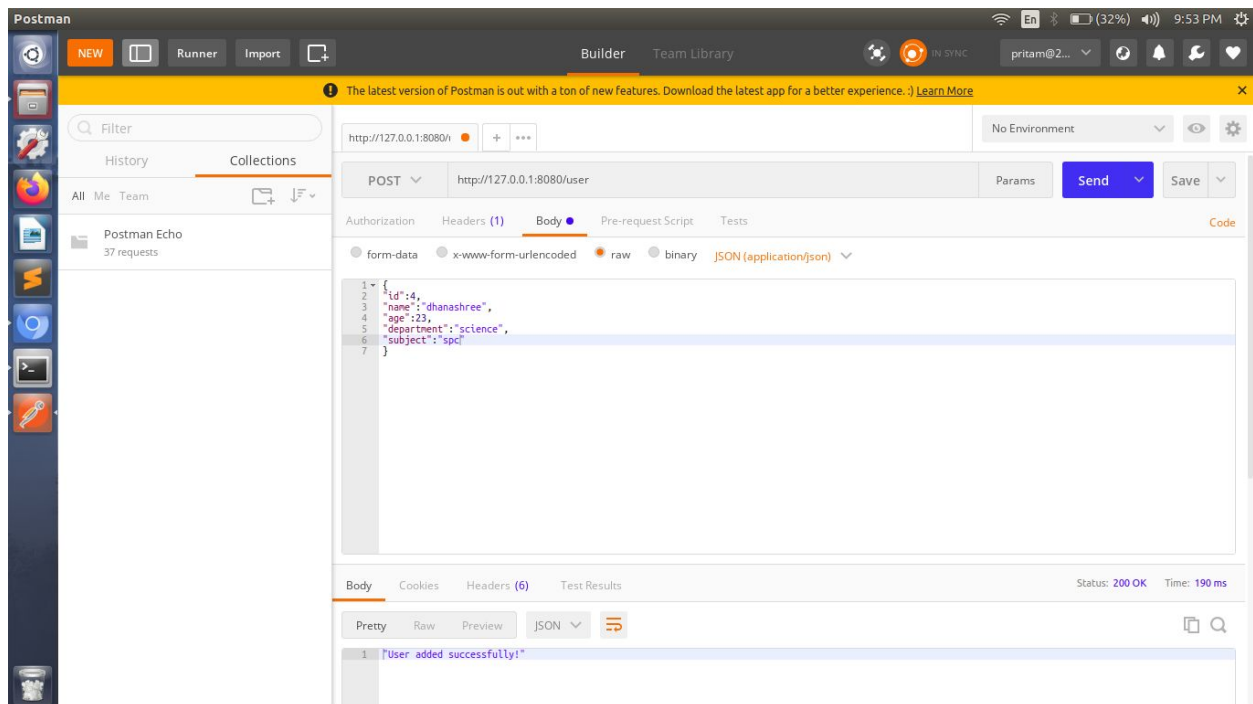 Postman
En
(32%)
9:53 PM
NEW
Runner
Import
Builder
Team Library
IN SYNC
pritam@2...
The latest version of Postman is out with a ton of new features. Download the latest app for a better experience. :) Learn More
Filter
History
Collections
All Me Team
Postman Echo
37 requests
http://127.0.0.1:8080/
No Environment
POST
http://127.0.0.1:8080/user
Params
Send
Save
Authorization
Headers (1)
Body
Pre-request Script
Tests
Code
form-data
x-www-form-urlencoded
raw
binary
JSON (application/json)
1 {
2 "id":4,
3 "name":"dhanashree",
4 "age":23,
5 "department":"science",
6 "subject":"spc"
7 }
Body
Cookies
Headers (6)
Test Results
Status: 200 OK
Time: 190 ms
Pretty
Raw
Preview
JSON
1 "User added successfully!"